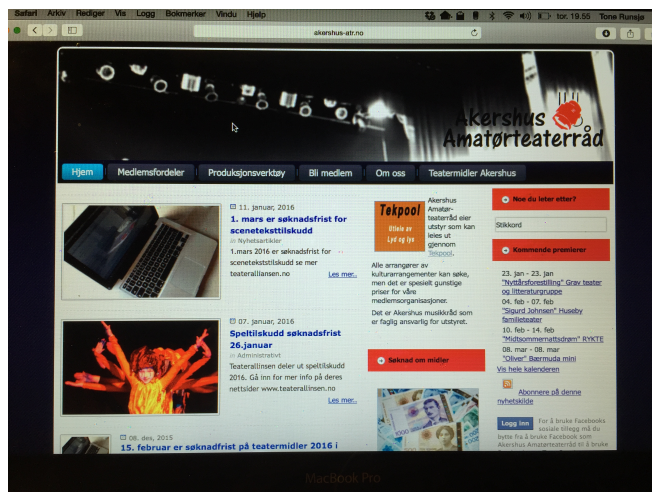 Safari Arkiv Rediger Vis Logg Bokmerker Vindu Hjelp
tor. 19.55 Tone Runsjø
akershus-atr.no
Akershus
Amatørteaterråd
Hjem Medlemsfordeler Produksjonsverktøy Bli medlem Om oss Teatermidler Akershus
11. januar, 2016
1. mars er søknadsfrist for
sceneteksttilskudd
in Nyhetsartikler
1.mars 2016 er søknadsfrist for
scenetekststilskudd se mer
teateralliansen.no
Les mer..
07. januar, 2016
Speltilskudd søknadsfrist
26.januar
in Administrativt
Teaterallinsen deler ut speltilskudd
2016. Gå inn for mer info på deres
nettsider www.teaterallinsen.no
Les mer..
08. des, 2015
15. februar er søknadfrist på teatermidler 2016 i
Tekpool
Utleie av
Lyd og lys
Akershus
Amatør-
teaterråd eier
utstyr som kan
leies ut
gjennom
Tekpool.
Alle arrangører av
kulturarrangementer kan søke,
men det er spesielt gunstige
priser for våre
medlemsorganisasjoner.
Det er Akershus musikkråd som
er faglig ansvarlig for utstyret.
Søknad om midler
1000
Noe du leter etter?
Stikkord
Kommende premierer
23. jan - 23. jan
"Nyttårsforestilling" Grav teater
og litteraturgruppe
04. feb - 07. feb
"Sigurd Johnsen" Huseby
familieteater
10. feb - 14. feb
"Midtsommernattsdrøm" RYKTE
08. mar - 08. mar
"Oliver" Bærmuda mini
Vis hele kalenderen
Abonnere på denne
nyhetskilde
Logg inn
For å bruke Facebooks
sosiale tillegg må du
bytte fra å bruke Facebook som
Akershus Amatørteaterråd til å bruke
MacBook Pro